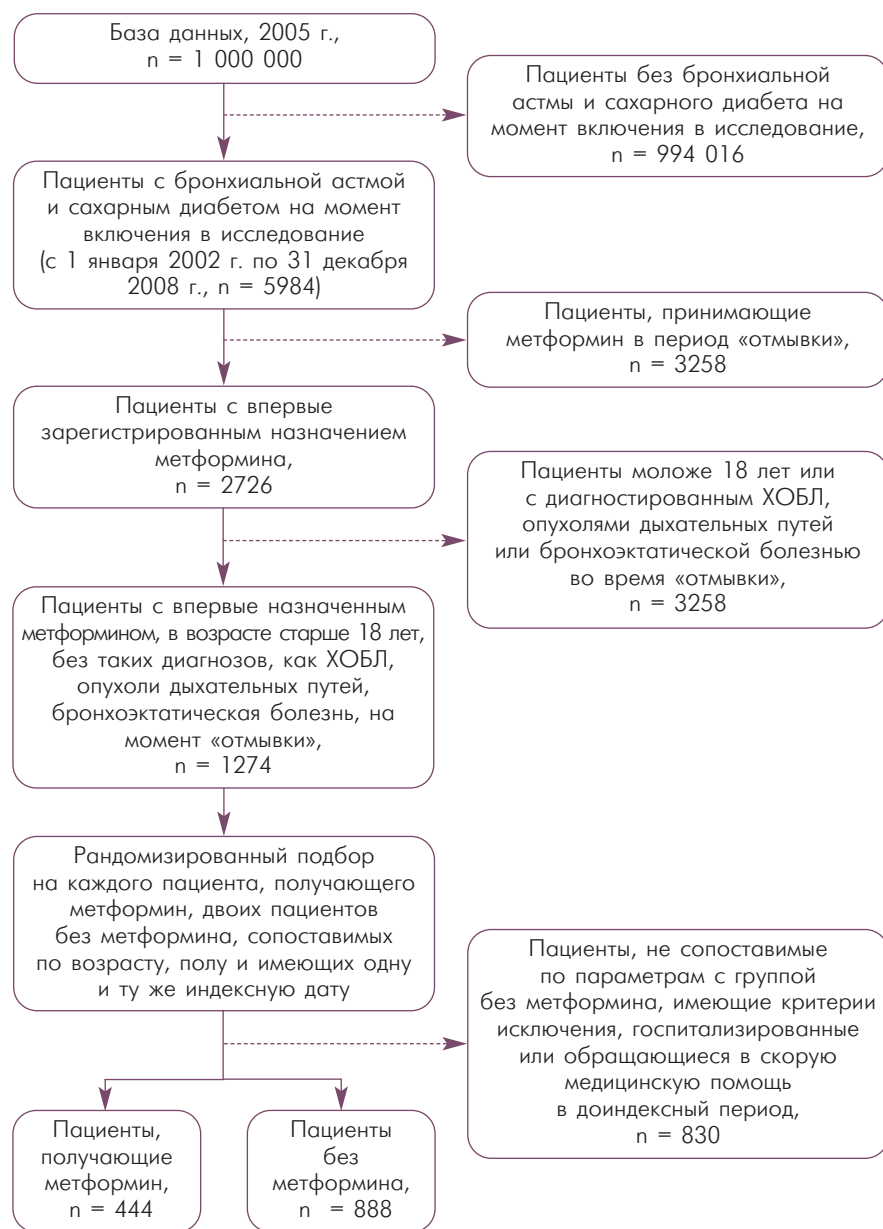 База данных, 2005 г.,
n = 1 000 000
Пациенты без бронхиальной
астмы и сахарного диабета на
момент включения в исследование,
n = 994 016
Пациенты с бронхиальной астмой
и сахарным диабетом на момент
включения в исследование
(с 1 января 2002 г. по 31 декабря
2008 г., n = 5984)
Пациенты, принимающие
метформин в период «отмывки»,
n = 3258
Пациенты с впервые
зарегистрированным назначением
метформина,
n = 2726
Пациенты моложе 18 лет или
с диагностированным ХОБЛ,
опухолями дыхательных путей
или бронхоэктатической болезнью
во время «отмывки»,
n = 3258
Пациенты с впервые назначенным
метформином, в возрасте старше 18 лет,
без таких диагнозов, как ХОБЛ,
опухоли дыхательных путей,
бронхоэктатическая болезнь, на
момент «отмывки»,
n = 1274
Рандомизированный подбор
на каждого пациента, получающего
метформин, двоих пациентов
без метформина, сопоставимых
по возрасту, полу и имеющих одну
и ту же индексную дату
Пациенты, не сопоставимые
по параметрам с группой
без метформина, имеющие критерии
исключения, госпитализированные
или обращающиеся в скорую
медицинскую помощь
в доиндексный период,
n = 830
Пациенты,
получающие
метформин,
n = 444
Пациенты
без
метформина,
n = 888